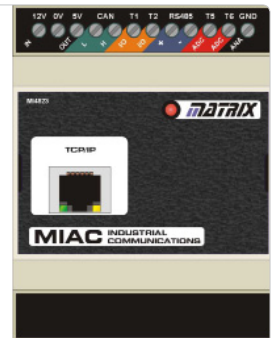 12V 0V 5V CAN T1 T2 RS485 T5 T6 GND
IN OUT L H I/O I/O ADC ADC ANA
MI4823
MATRIX
TCP/IP
MIAC INDUSTRIAL
COMMUNICATIONS